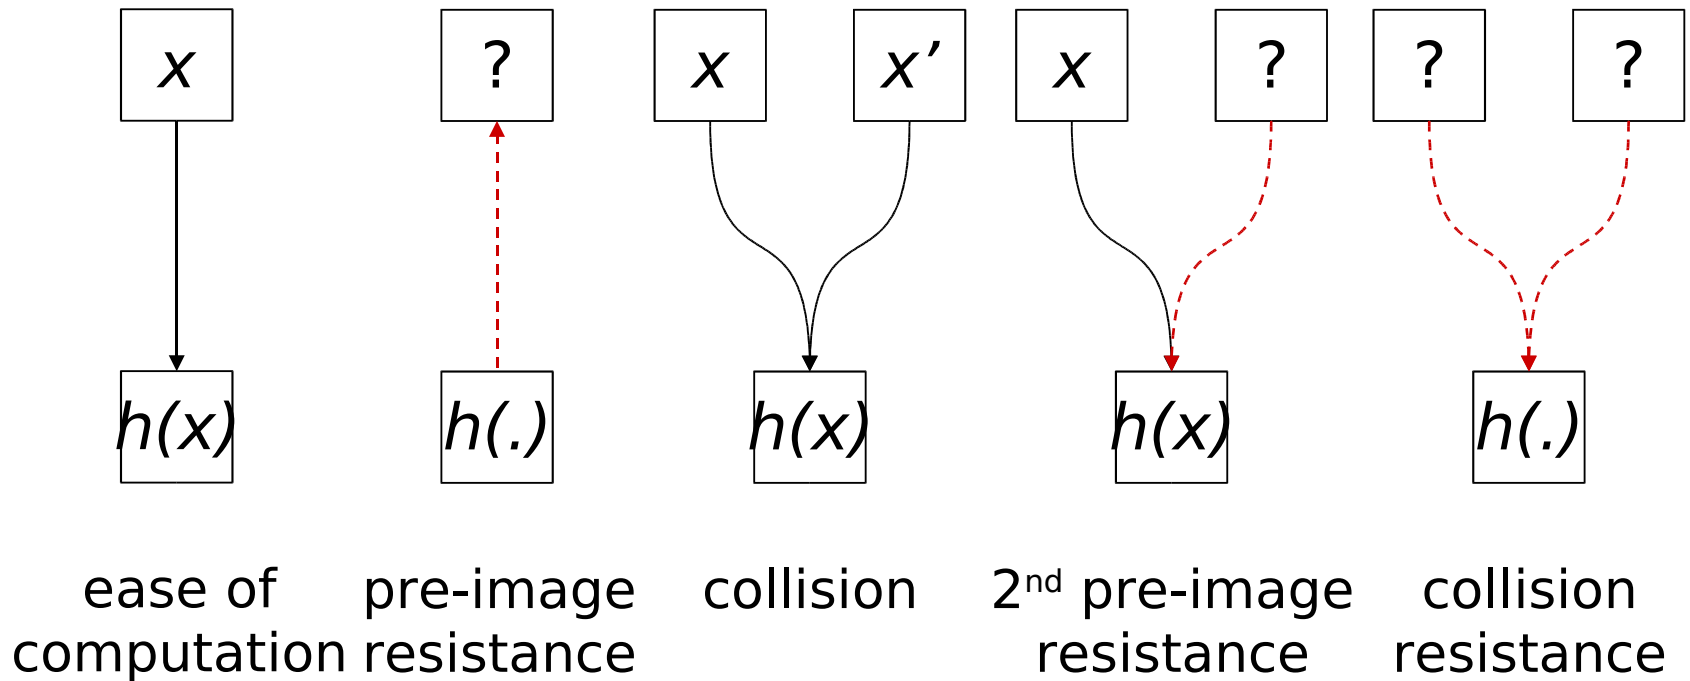 x ? x x’ x ? ? ?
h(x) h(.) h(x) h(x) h(.)
ease of computation
pre-image resistance
collision
2nd pre-image resistance
collision resistance